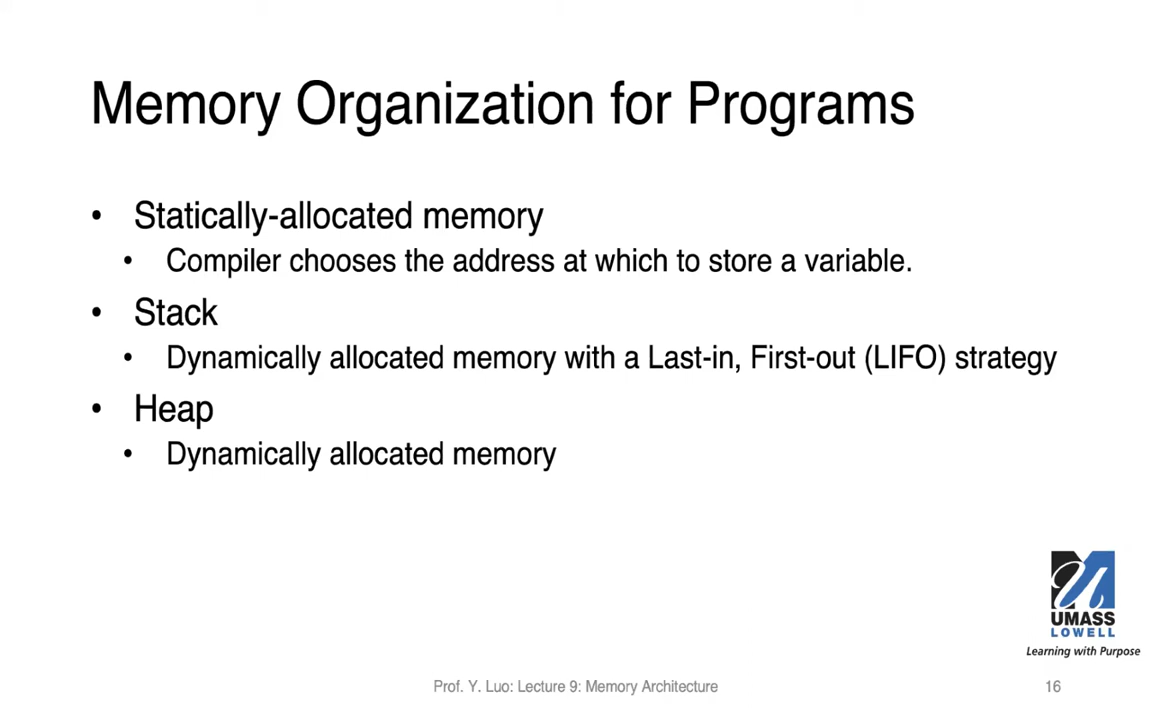 Memory Organization for Programs
• Statically-allocated memory
• Compiler chooses the address at which to store a variable.
• Stack
• Dynamically allocated memory with a Last-in, First-out (LIFO) strategy
• Heap
• Dynamically allocated memory
UMASS
LOWELL
Learning with Purpose
Prof. Y. Luo: Lecture 9: Memory Architecture
16